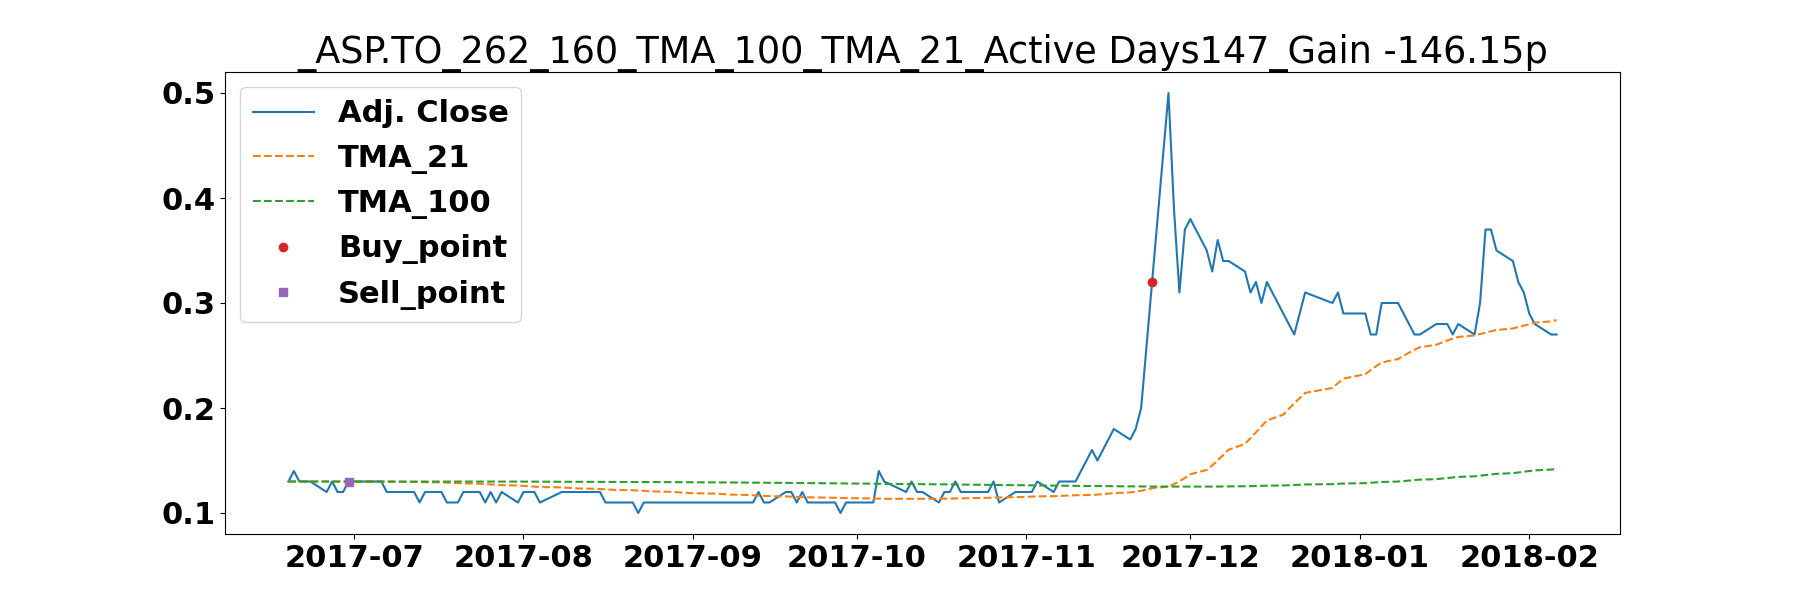 _ASP.TO_262_160_TMA_100_TMA_21_Active Days147_Gain -146.15p
0.5
0.4
0.3
0.2
0.1
Adj. Close
TMA_21
TMA_100
Buy_point
Sell_point
2017-07 2017-08 2017-09 2017-10 2017-11 2017-12 2018-01 2018-02